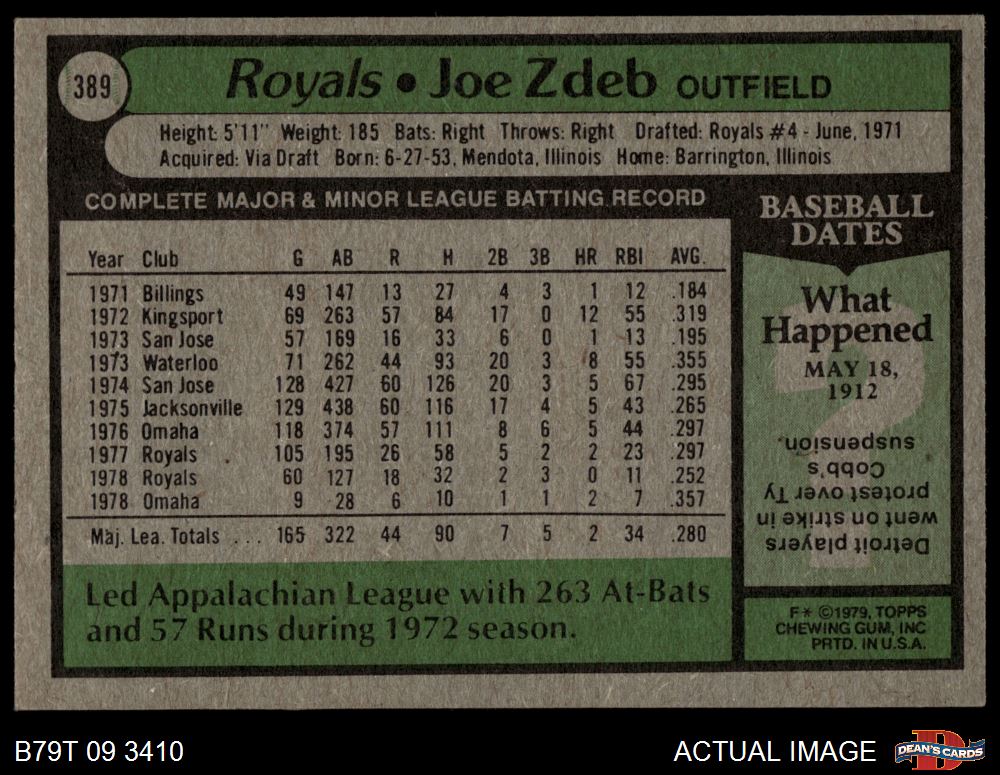 389
Royals • Joe Zdeb OUTFIELD
Height: 5'11" Weight: 185 Bats: Right Throws: Right Drafted: Royals #4 - June, 1971
Acquired: Via Draft Born: 6-27-53, Mendota, Illinois Home: Barrington, Illinois
COMPLETE MAJOR & MINOR LEAGUE BATTING RECORD
Year Club G AB R H 2B 3B HR RBI AVG.
1971 Billings 49 147 13 27 4 3 1 12 .184
1972 Kingsport 69 263 57 84 17 0 12 55 .319
1973 San Jose 57 169 16 33 6 0 1 13 .195
1973 Waterloo 71 262 44 93 20 3 8 55 .355
1974 San Jose 128 427 60 126 20 3 5 67 .295
1975 Jacksonville 129 438 60 116 17 4 5 43 .265
1976 Omaha 118 374 57 111 8 6 5 44 .297
1977 Royals 105 195 26 58 5 2 2 23 .297
1978 Royals 60 127 18 32 2 3 0 11 .252
1978 Omaha 9 28 6 10 1 1 2 7 .357
Maj. Lea. Totals ... 165 322 44 90 7 5 2 34 .280
Led Appalachian League with 263 At-Bats
and 57 Runs during 1972 season.
BASEBALL
DATES
What
Happened
MAY 18,
1912
?
Detroit players
went on strike in
protest over Ty
Cobb's
suspension.
F* ©1979, TOPPS
CHEWING GUM, INC
PRTD. IN U.S.A.
B79T 09 3410
ACTUAL IMAGE
DEAN'S CARDS